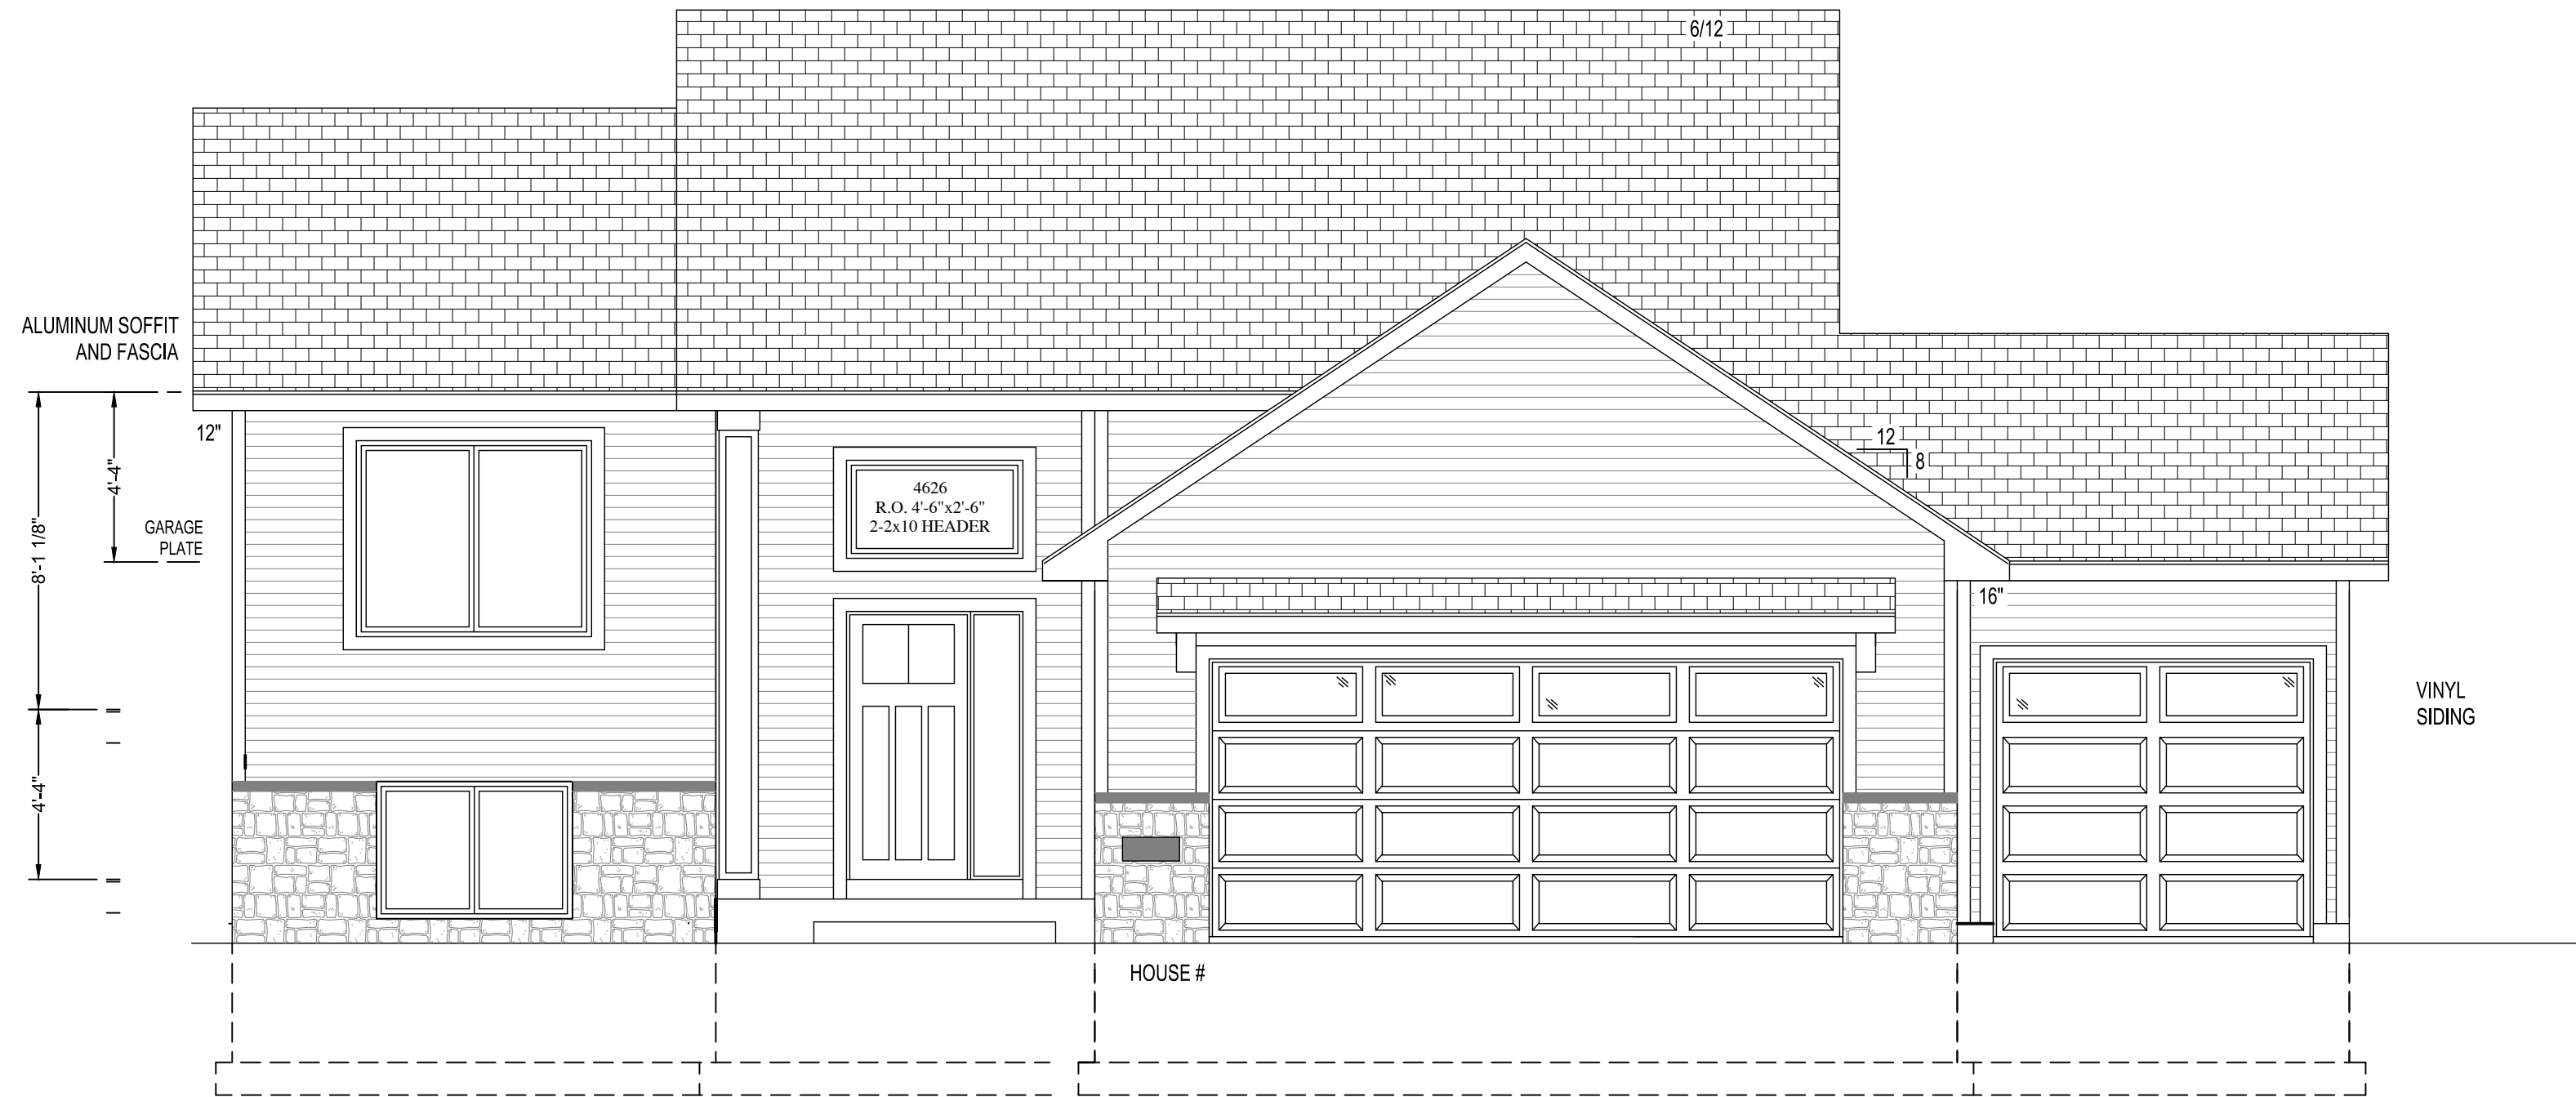 6/12
ALUMINUM SOFFIT
AND FASCIA
12"
4'-4"
8'-1 1/8"
GARAGE
PLATE
4626
R.O. 4'-6"x2'-6"
2-2x10 HEADER
12
8
16"
VINYL
SIDING
4'-4"
HOUSE #